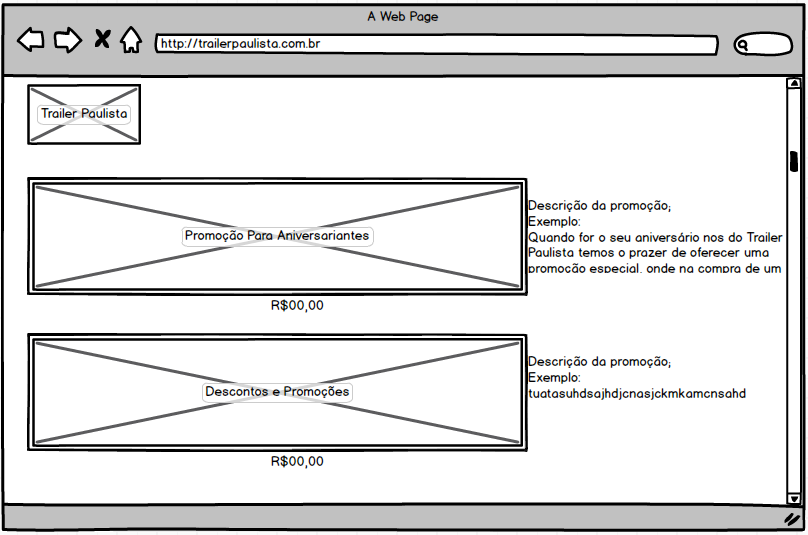 A Web Page
http://trailerpaulista.com.br
Trailer Paulista
Promoção Para Aniversariantes
Descrição da promoção;
Exemplo:
Quando for o seu aniversário nos do Trailer
Paulista temos o prazer de oferecer uma
promoção especial, onde na compra de um
R$00,00
Descontos e Promoções
Descrição da promoção;
Exemplo:
tuatasuhdsajhdjcnasjckmkamcnsahd
R$00,00